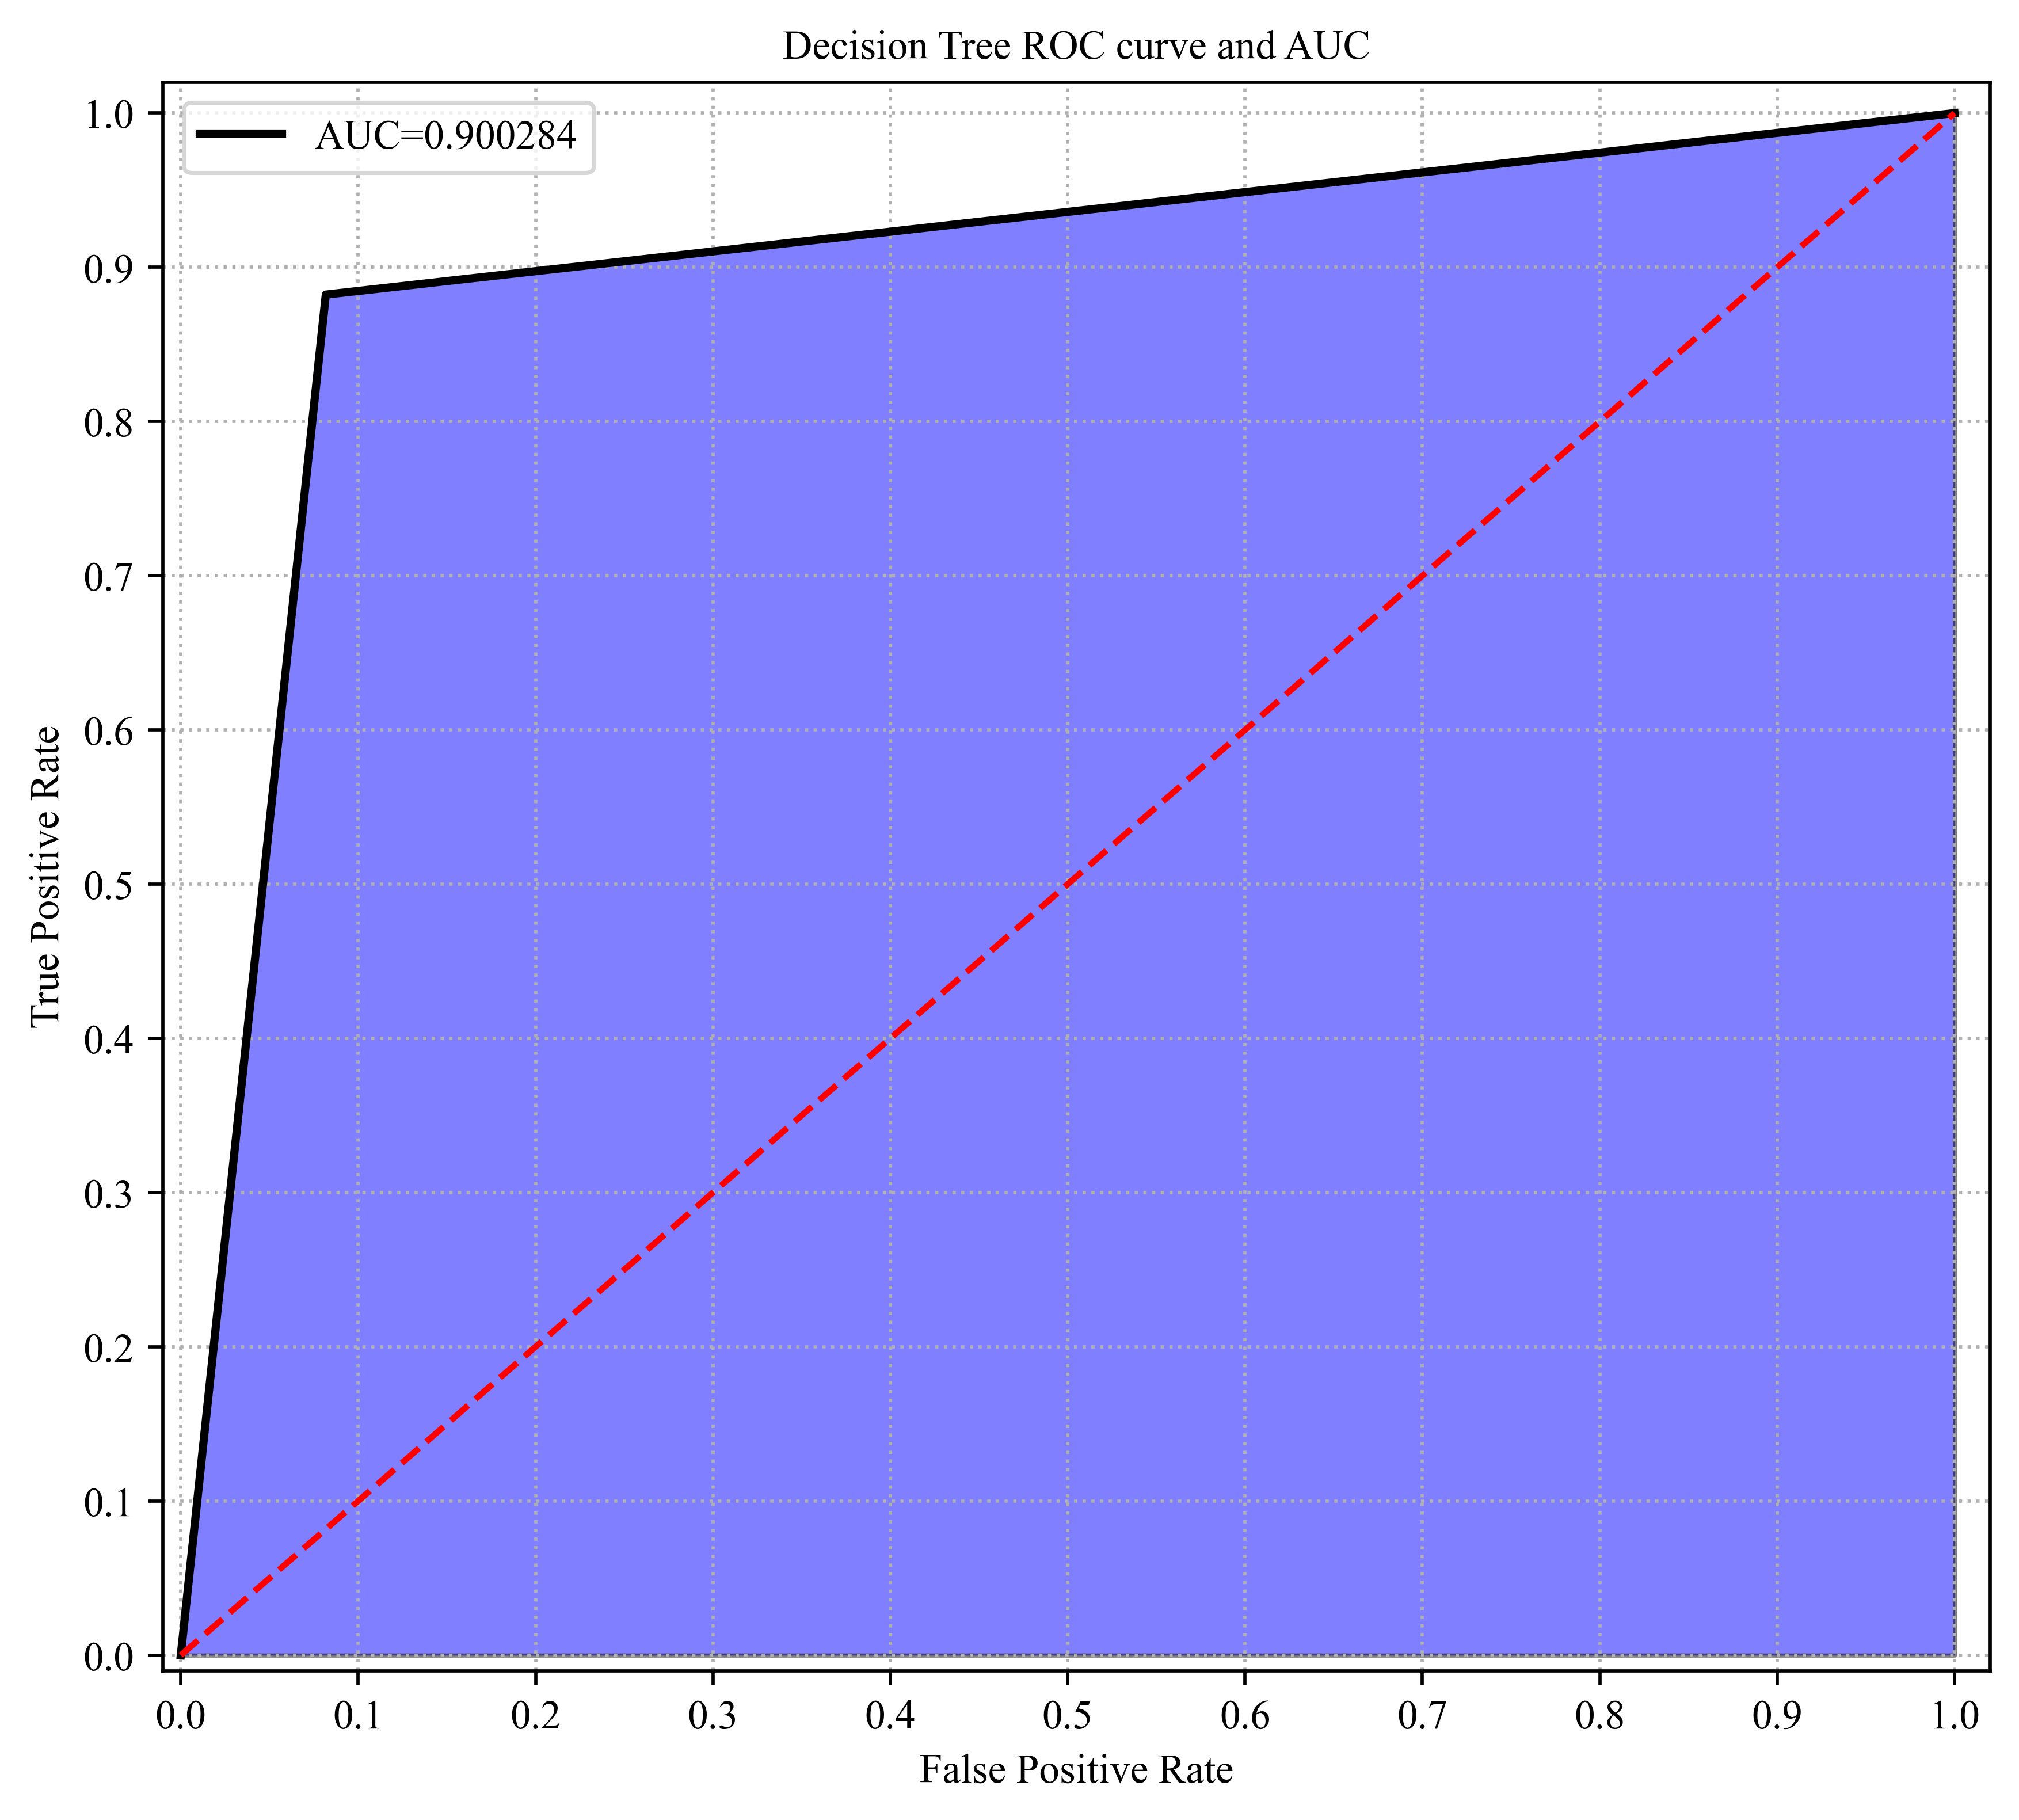 Decision Tree ROC curve and AUC
AUC=0.900284
True Positive Rate
1.0
0.9
0.8
0.7
0.6
0.5
0.4
0.3
0.2
0.1
0.0
0.0 0.1 0.2 0.3 0.4 0.5 0.6 0.7 0.8 0.9 1.0
False Positive Rate